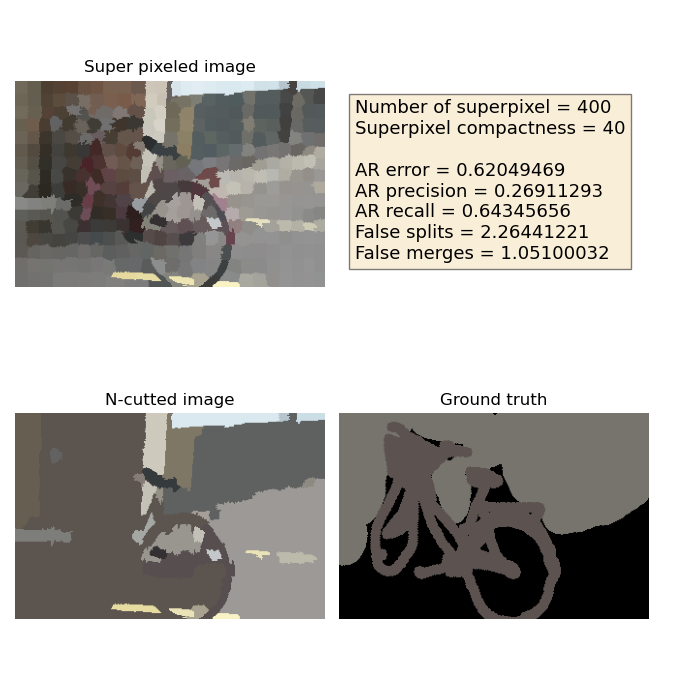 Super pixeled image
Number of superpixel = 400
Superpixel compactness = 40
AR error = 0.62049469
AR precision = 0.26911293
AR recall = 0.64345656
False splits = 2.26441221
False merges = 1.05100032
N-cutted image
Ground truth